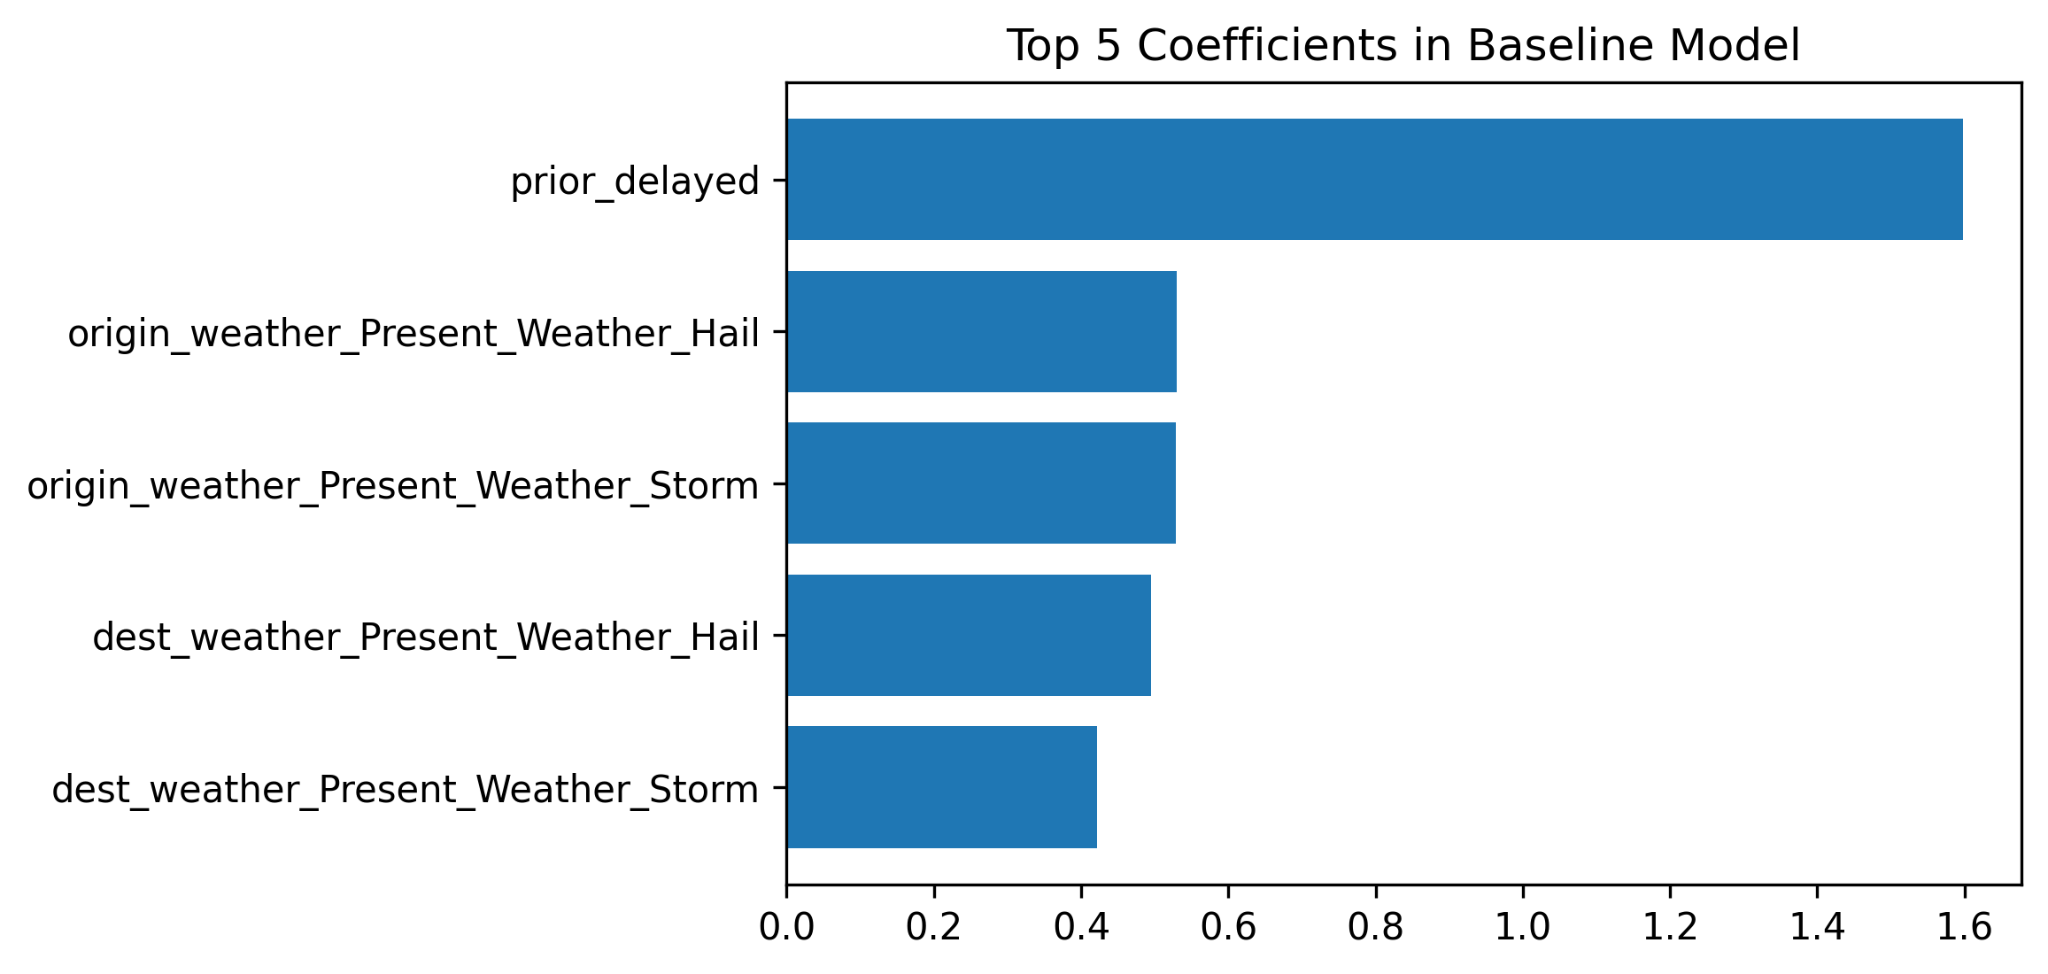 Top 5 Coefficients in Baseline Model
prior_delayed
origin_weather_Present_Weather_Hail
origin_weather_Present_Weather_Storm
dest_weather_Present_Weather_Hail
dest_weather_Present_Weather_Storm
0.0 0.2 0.4 0.6 0.8 1.0 1.2 1.4 1.6